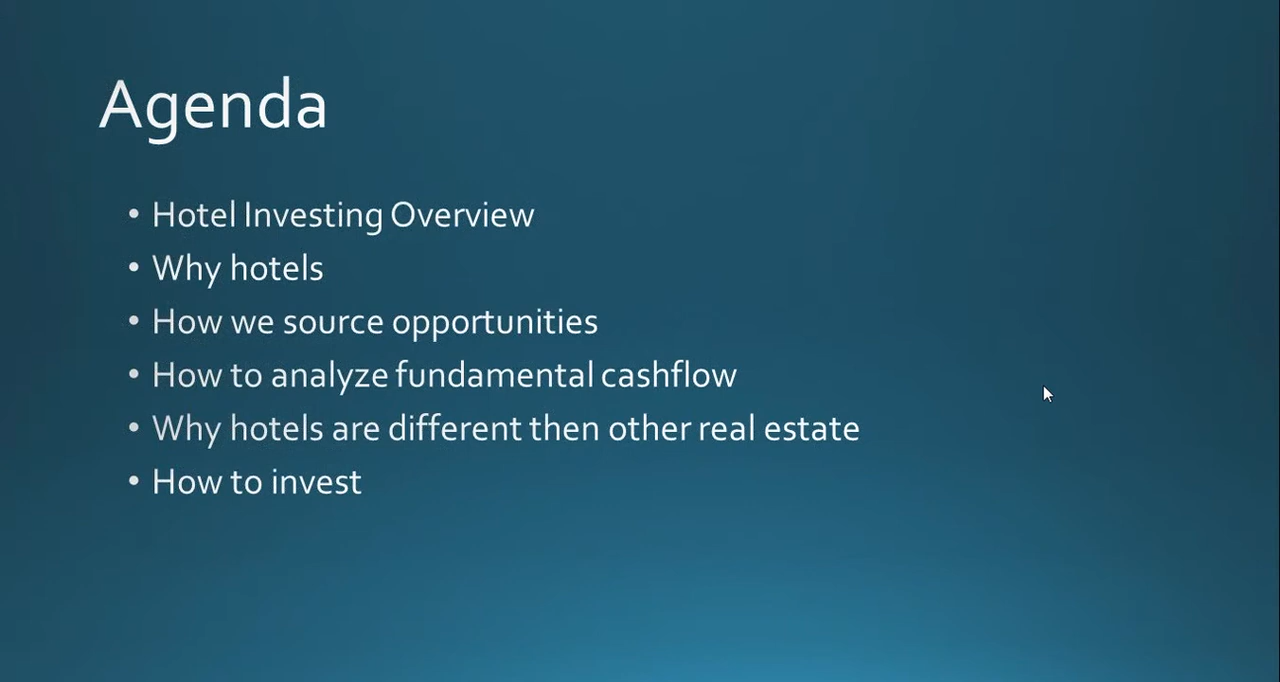 Agenda
• Hotel Investing Overview
• Why hotels
• How we source opportunities
• How to analyze fundamental cashflow
• Why hotels are different then other real estate
• How to invest